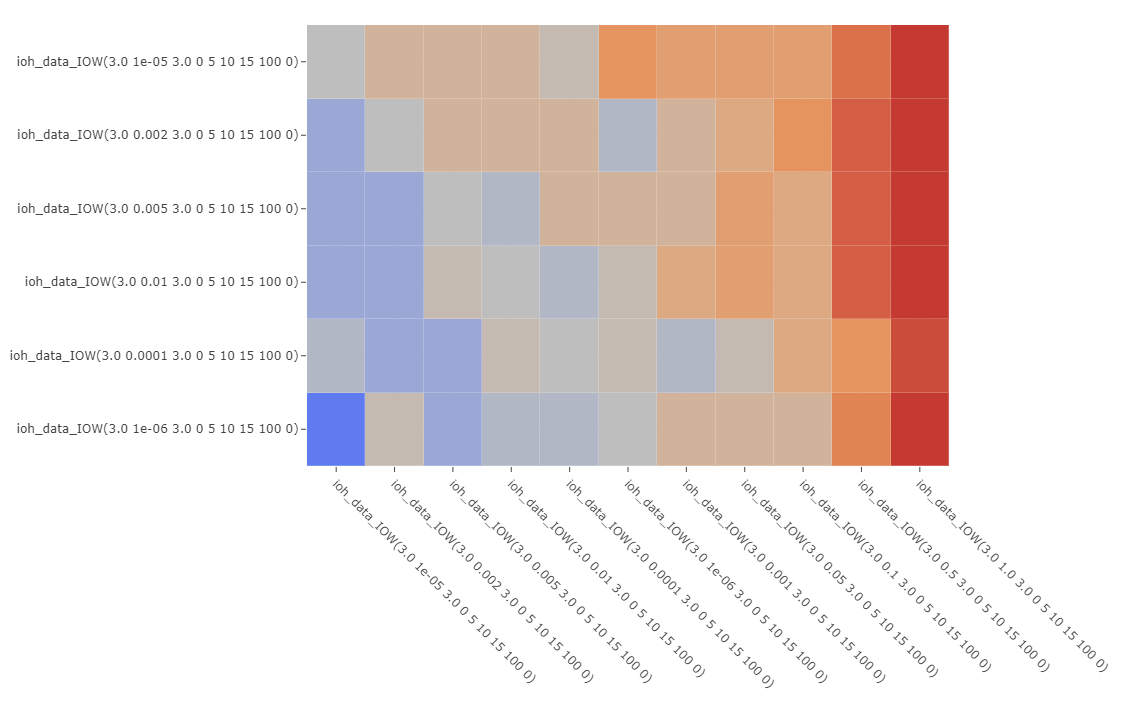 ioh_data_IOW(3.0 1e-05 3.0 0 5 10 15 100 0)
ioh_data_IOW(3.0 0.002 3.0 0 5 10 15 100 0)
ioh_data_IOW(3.0 0.005 3.0 0 5 10 15 100 0)
ioh_data_IOW(3.0 0.01 3.0 0 5 10 15 100 0)
ioh_data_IOW(3.0 0.0001 3.0 0 5 10 15 100 0)
ioh_data_IOW(3.0 1e-06 3.0 0 5 10 15 100 0)
ioh_data_IOW(3.0 1e-05 3.0 0 5 10 15 100 0)
ioh_data_IOW(3.0 0.002 3.0 0 5 10 15 100 0)
ioh_data_IOW(3.0 0.005 3.0 0 5 10 15 100 0)
ioh_data_IOW(3.0 0.01 3.0 0 5 10 15 100 0)
ioh_data_IOW(3.0 0.0001 3.0 0 5 10 15 100 0)
ioh_data_IOW(3.0 1e-06 3.0 0 5 10 15 100 0)
ioh_data_IOW(3.0 0.001 3.0 0 5 10 15 100 0)
ioh_data_IOW(3.0 0.05 3.0 0 5 10 15 100 0)
ioh_data_IOW(3.0 0.1 3.0 0 5 10 15 100 0)
ioh_data_IOW(3.0 0.5 3.0 0 5 10 15 100 0)
ioh_data_IOW(3.0 1.0 3.0 0 5 10 15 100 0)